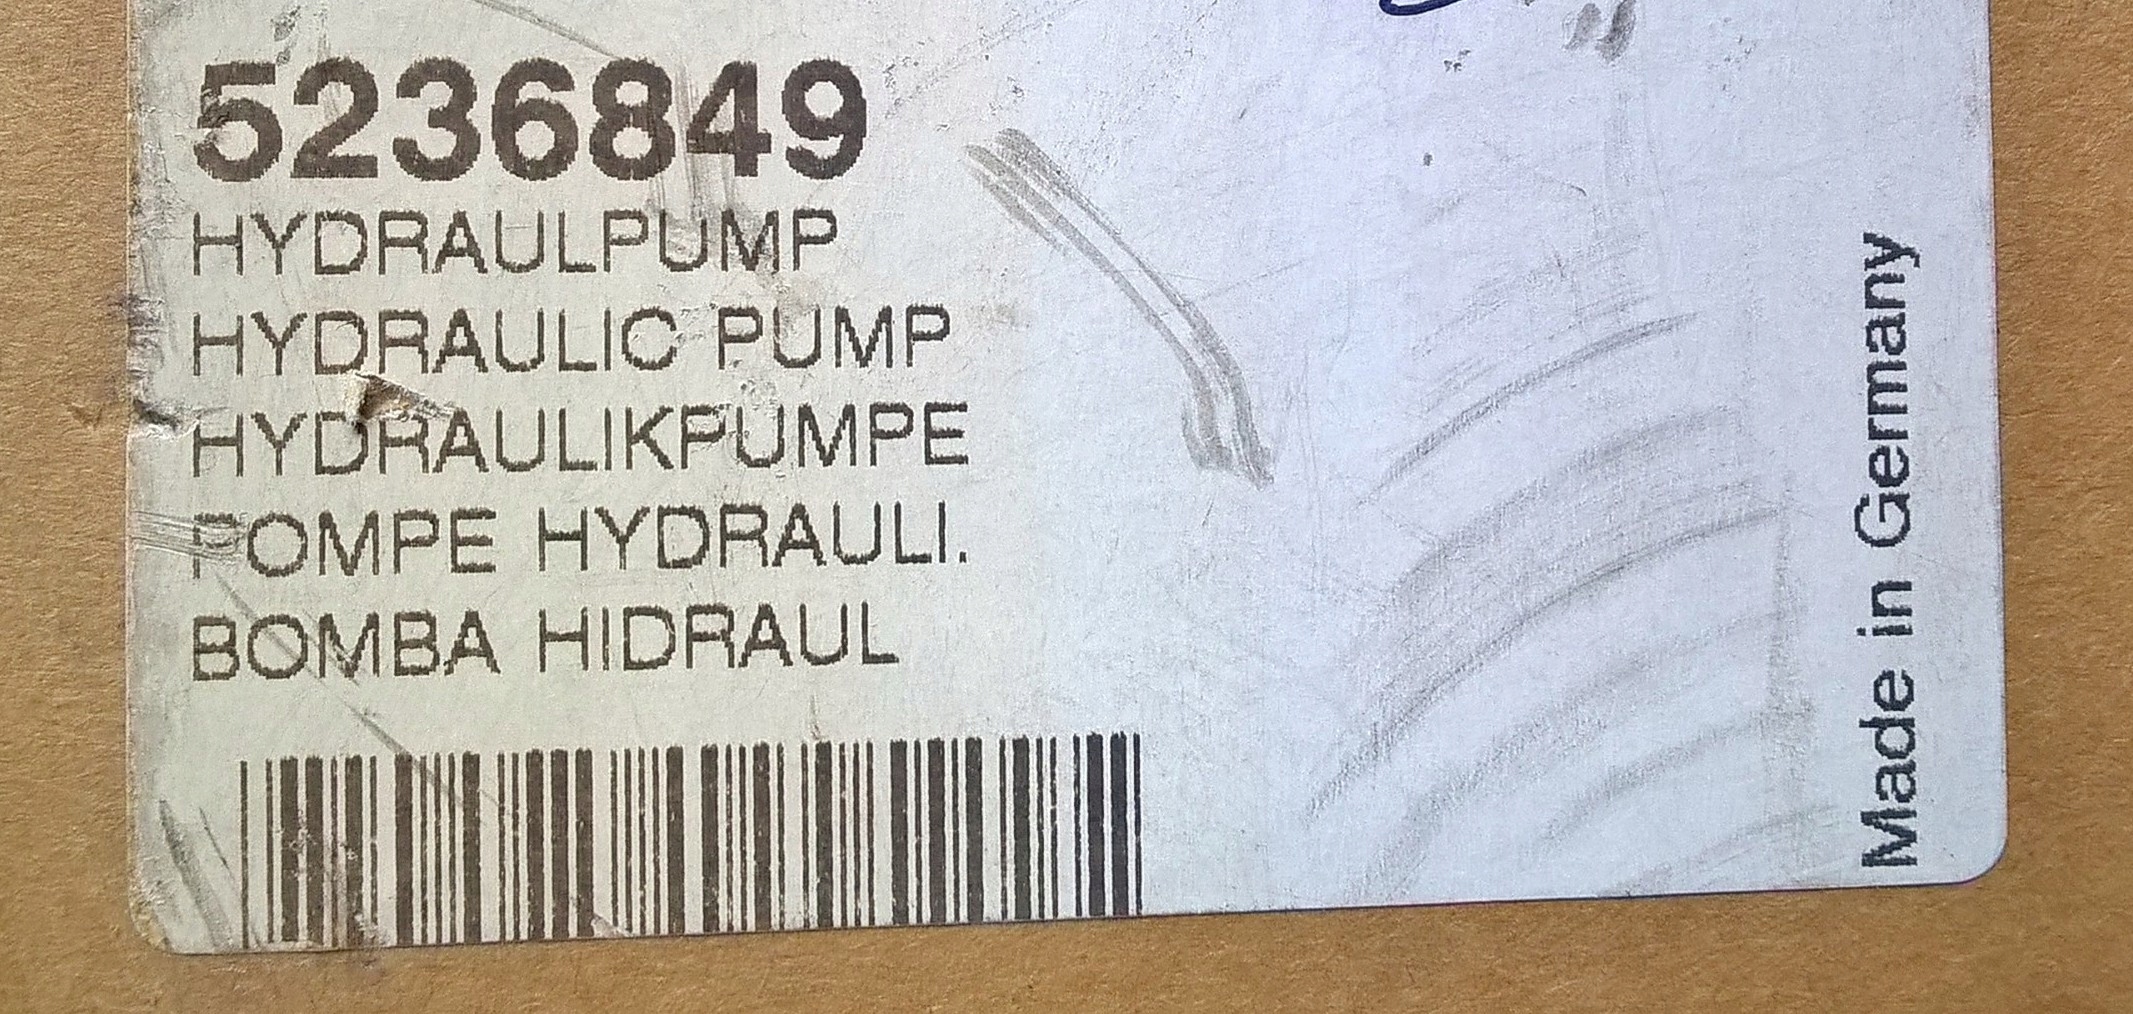 5236849
HYDRAULPUMP
HYDRAULIC PUMP
HYDRAULIKPUMPE
POMPE HYDRAULI.
BOMBA HIDRAUL
Made in Germany